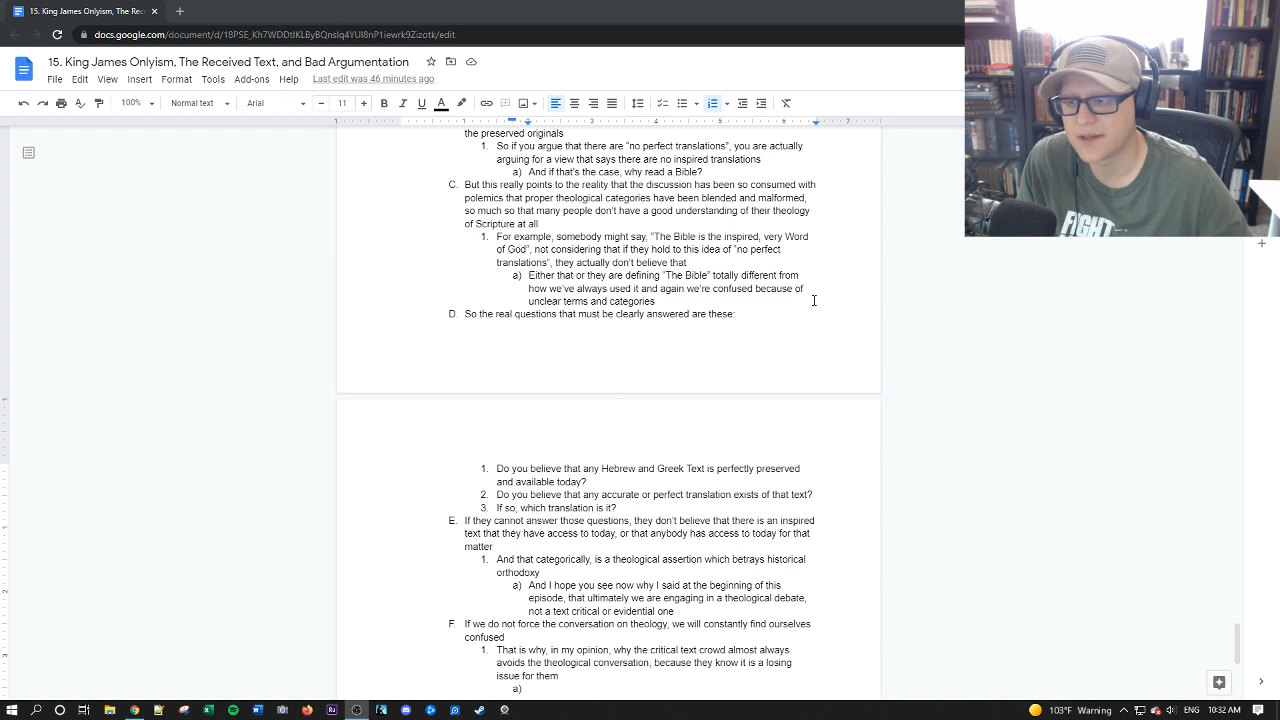 15. King James Onlyism, The Rec
docs.google.com
15. King James Onlyism, The Received Text, and Bad Argumentation
File Edit View Insert Format Tools Add-ons Help Last edit was 46 minutes ago
100% Normal text Arial 11
the preserved originals
1. So if you argue that there are “no perfect translations”, you are actually
arguing for a view that says there are no inspired translations
a) And if that’s the case, why read a Bible?
C. But this really points to the reality that the discussion has been so consumed with
polemics that proper theological categories have been blended and malformed,
so much so that many people don’t have a good understanding of their theology
of Scripture at all
1. For example, somebody might say, “The Bible is the inspired, very Word
of God”, not considering that if they hold to this idea of “no perfect
translations”, they actually don’t believe that
a) Either that or they are defining “The Bible” totally different from
how we’ve always used it and again we’re confused because of
unclear terms and categories
D. So the real questions that must be clearly answered are these:
1. Do you believe that any Hebrew and Greek Text is perfectly preserved
and available today?
2. Do you believe that any accurate or perfect translation exists of that text?
3. If so, which translation is it?
E. If they cannot answer those questions, they don’t believe that there is an inspired
text that they have access to today, or that anybody has access to today for that
matter
1. And that categorically, is a theological assertion which betrays historical
orthodoxy
a) And I hope you see now why I said at the beginning of this
episode, that ultimately we are engaging in a theological debate,
not a text critical or evidential one
F. If we do not force the conversation on theology, we will constantly find ourselves
confused
1. That is why, in my opinion, why the critical text crowd almost always
avoids the theological conversation, because they know it is a losing
issue for them
a)
FIGHT
103°F Warning ENG 10:32 AM